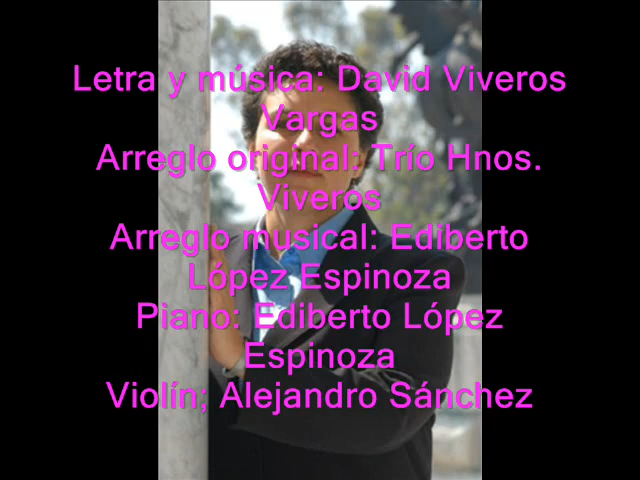 Letra y música: David Viveros
Vargas
Arreglo original: Trío Hnos.
Viveros
Arreglo musical: Ediberto
López Espinoza
Piano: Ediberto López
Espinoza
Violín; Alejandro Sánchez